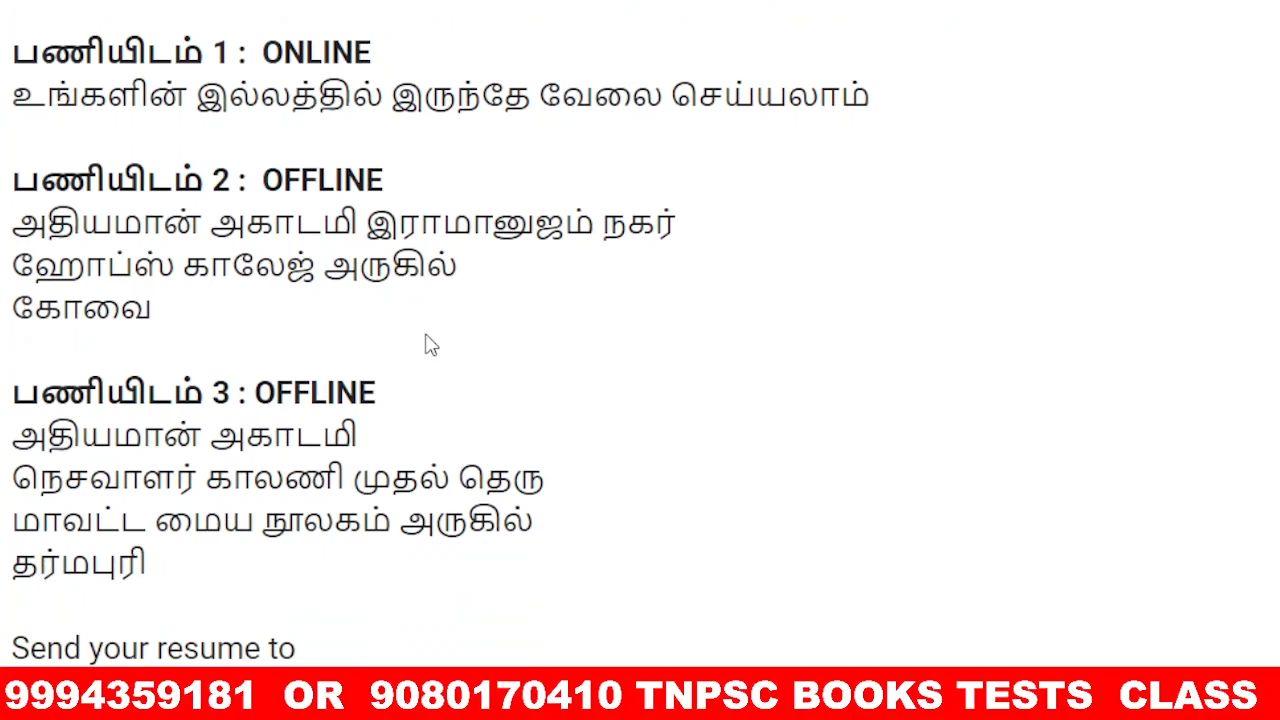 பணியிடம் 1 : ONLINE
உங்களின் இல்லத்தில் இருந்தே வேலை செய்யலாம்
பணியிடம் 2 : OFFLINE
அதியமான் அகாடமி இராமானுஜம் நகர்
ஹோப்ஸ் காலேஜ் அருகில்
கோவை
பணியிடம் 3 : OFFLINE
அதியமான் அகாடமி
நெசவாளர் காலணி முதல் தெரு
மாவட்ட மைய நூலகம் அருகில்
தர்மபுரி
Send your resume to
9994359181 OR 9080170410 TNPSC BOOKS TESTS CLASS